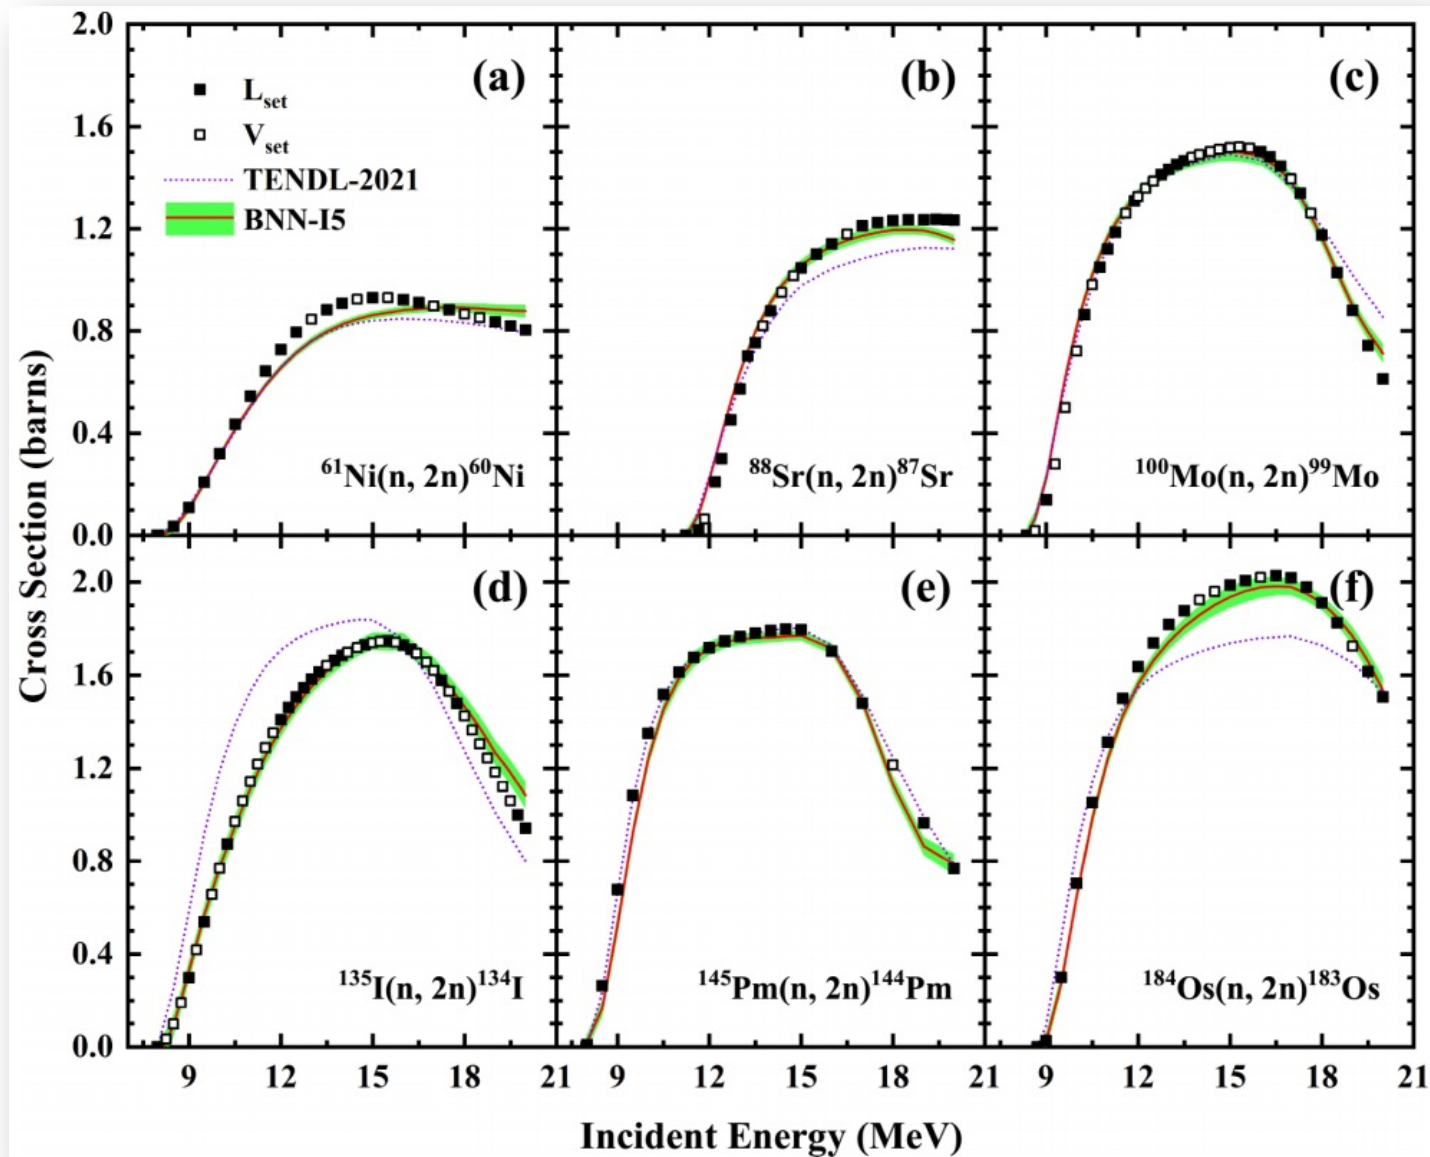 2.0
(a)
(b)
(c)
L_set
V_set
TENDL-2021
BNN-I5
1.6
1.2
0.8
0.4
0.0
⁶¹Ni(n, 2n)⁶⁰Ni
⁸⁸Sr(n, 2n)⁸⁷Sr
¹⁰⁰Mo(n, 2n)⁹⁹Mo
Cross Section (barns)
2.0
(d)
(e)
(f)
1.6
1.2
0.8
0.4
0.0
¹³⁵I(n, 2n)¹³⁴I
¹⁴⁵Pm(n, 2n)¹⁴⁴Pm
¹⁸⁴Os(n, 2n)¹⁸³Os
9 12 15 18 21 9 12 15 18 21 9 12 15 18 21
Incident Energy (MeV)